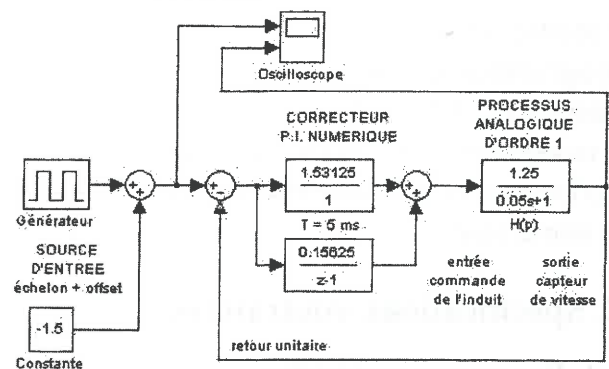 Oscilloscope
CORRECTEUR
P.I. NUMERIQUE
PROCESSUS
ANALOGIQUE
D'ORDRE 1
Générateur
1.53125
1
T = 5 ms
1.25
0.05s+1
H(p)
SOURCE
D'ENTREE
échelon + offset
0.15625
z-1
entrée
commande
de l'induit
sortie
capteur
de vitesse
-1.5
Constante
retour unitaire